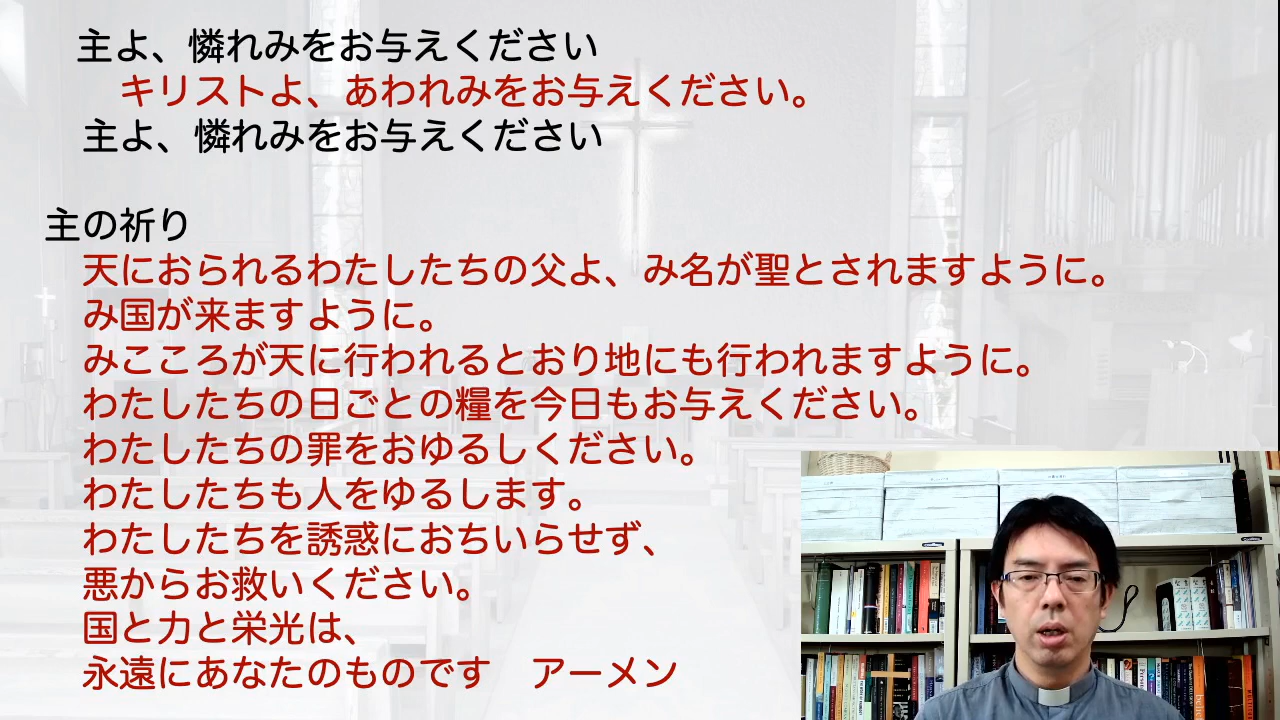 主よ、憐れみをお与えください
キリストよ、あわれみをお与えください。
主よ、憐れみをお与えください
主の祈り
天におられるわたしたちの父よ、み名が聖とされますように。
み国が来ますように。
みこころが天に行われるとおり地にも行われますように。
わたしたちの日ごとの糧を今日もお与えください。
わたしたちの罪をおゆるしください。
わたしたちも人をゆるします。
わたしたちを誘惑におちいらせず、
悪からお救いください。
国と力と栄光は、
永遠にあなたのものです　アーメン